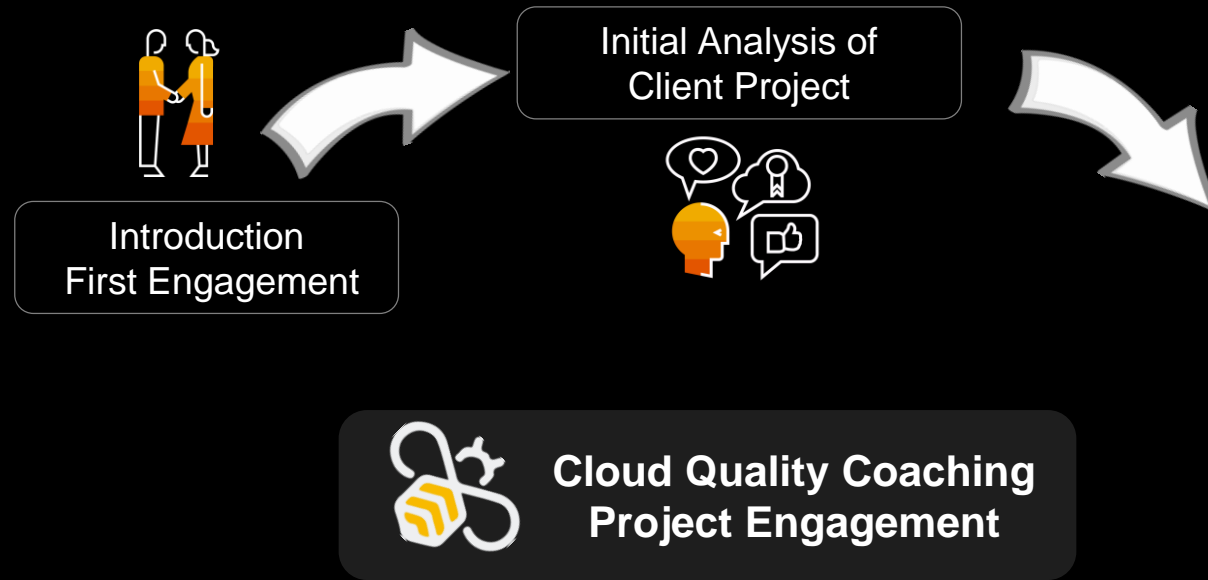 Initial Analysis of
Client Project
Introduction
First Engagement
Cloud Quality Coaching
Project Engagement